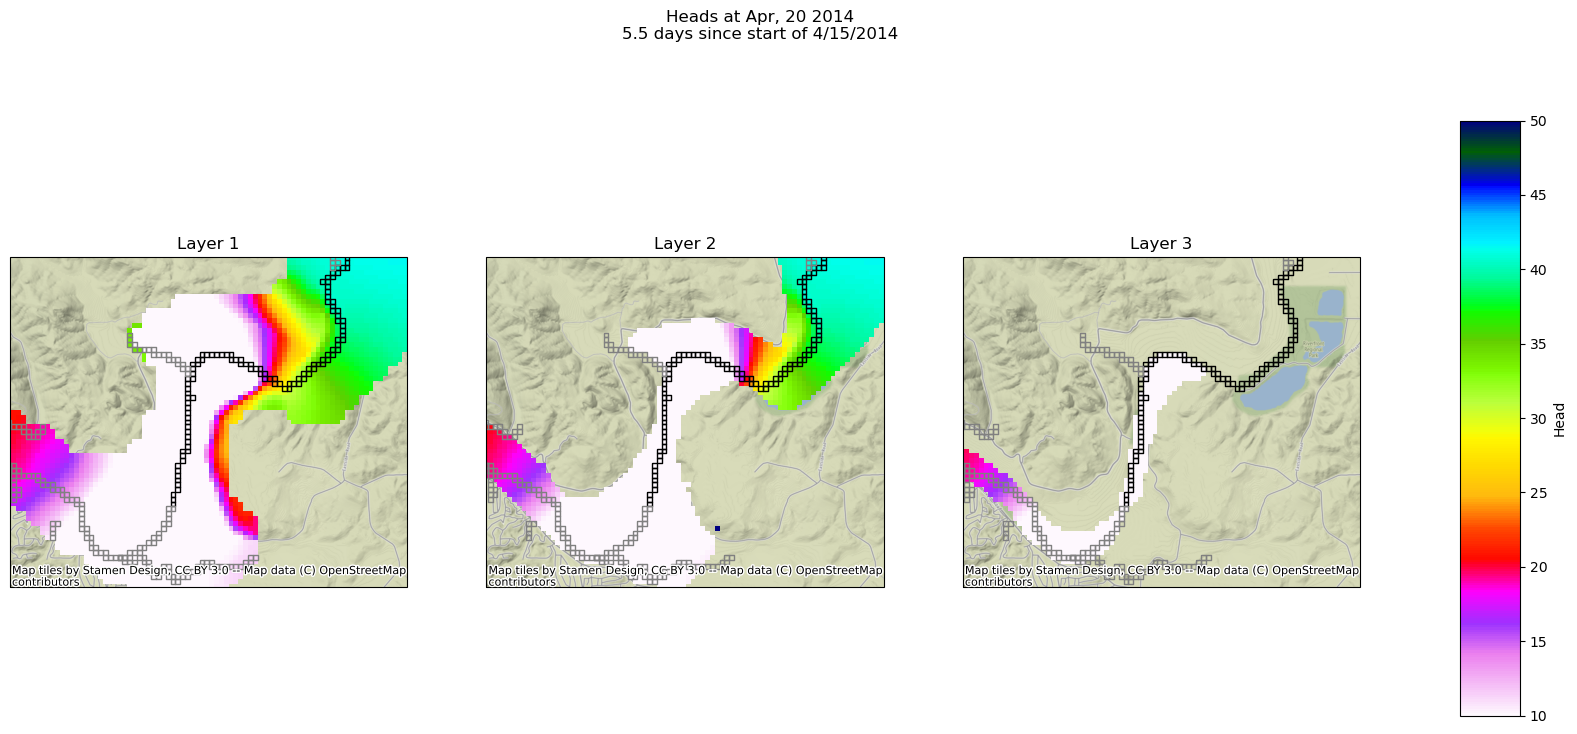 Heads at Apr, 20 2014
5.5 days since start of 4/15/2014
Layer 1
Layer 2
Layer 3
Map tiles by Stamen Design, CC BY 3.0 -- Map data (C) OpenStreetMap
contributors
Map tiles by Stamen Design, CC BY 3.0 -- Map data (C) OpenStreetMap
contributors
Map tiles by Stamen Design, CC BY 3.0 -- Map data (C) OpenStreetMap
contributors
50
45
40
35
30
25
20
15
10
Head